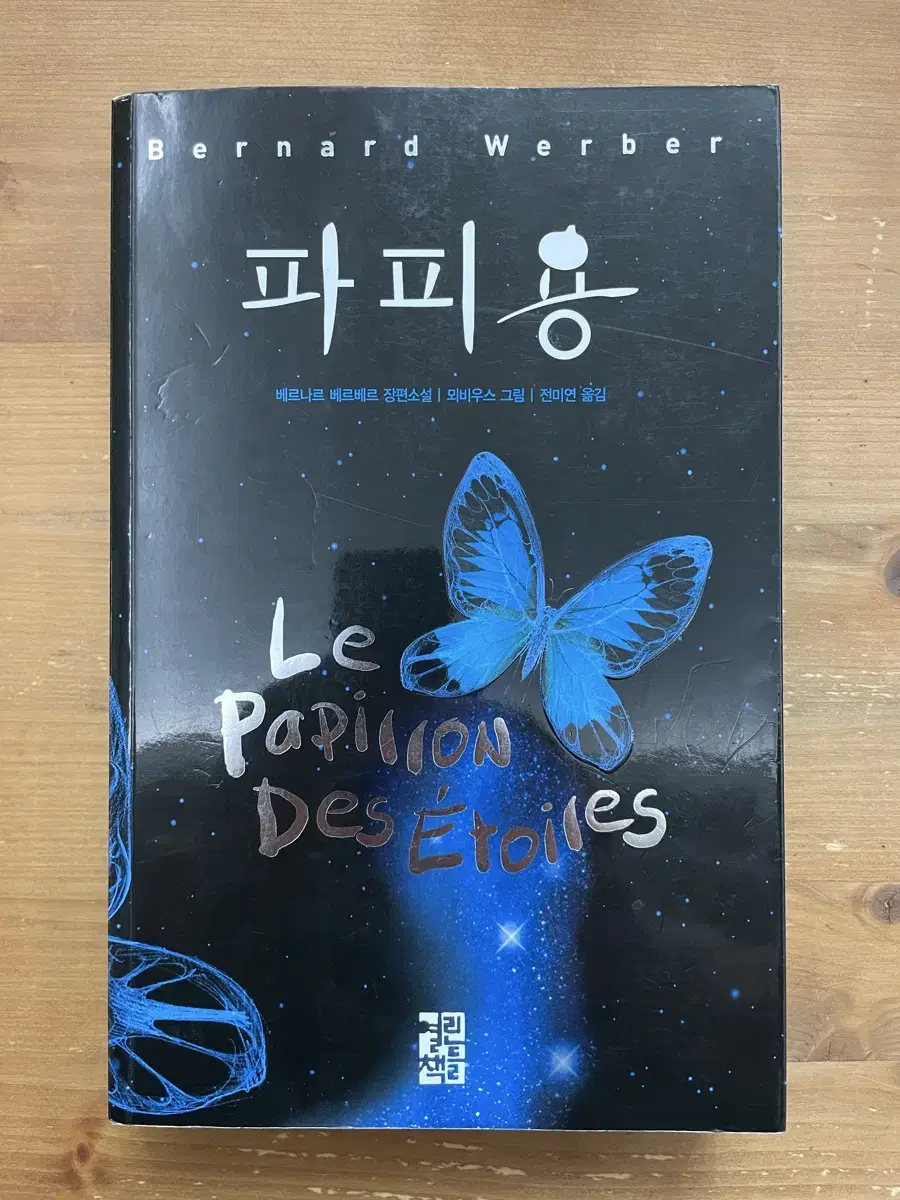 Bernard Werber
파피용
베르나르 베르베르 장편소설 | 뫼비우스 그림 | 전미연 옮김
Le
Papillon
Des Étoiles
열린
책들